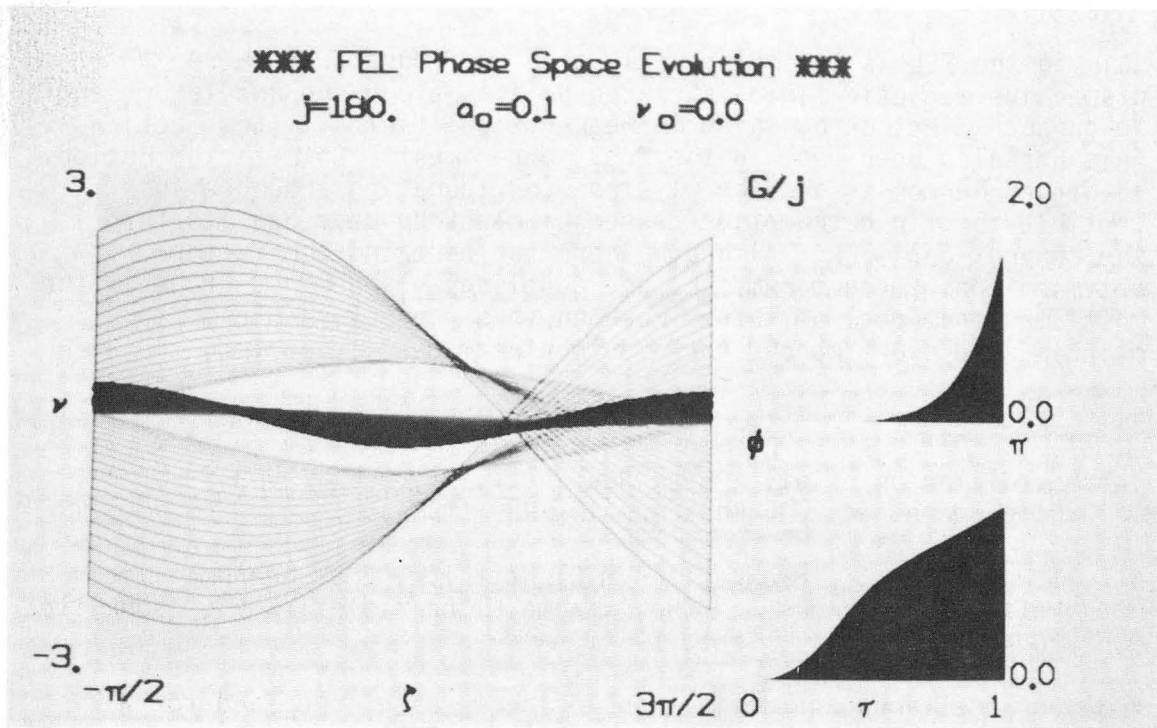 *** FEL Phase Space Evolution ***
j=180. a₀=0.1 ν₀=0.0
3.
G/j 2.0
ν
0.0
ϕ π
-3.
0.0
-π/2 ζ 3π/2 0 τ 1